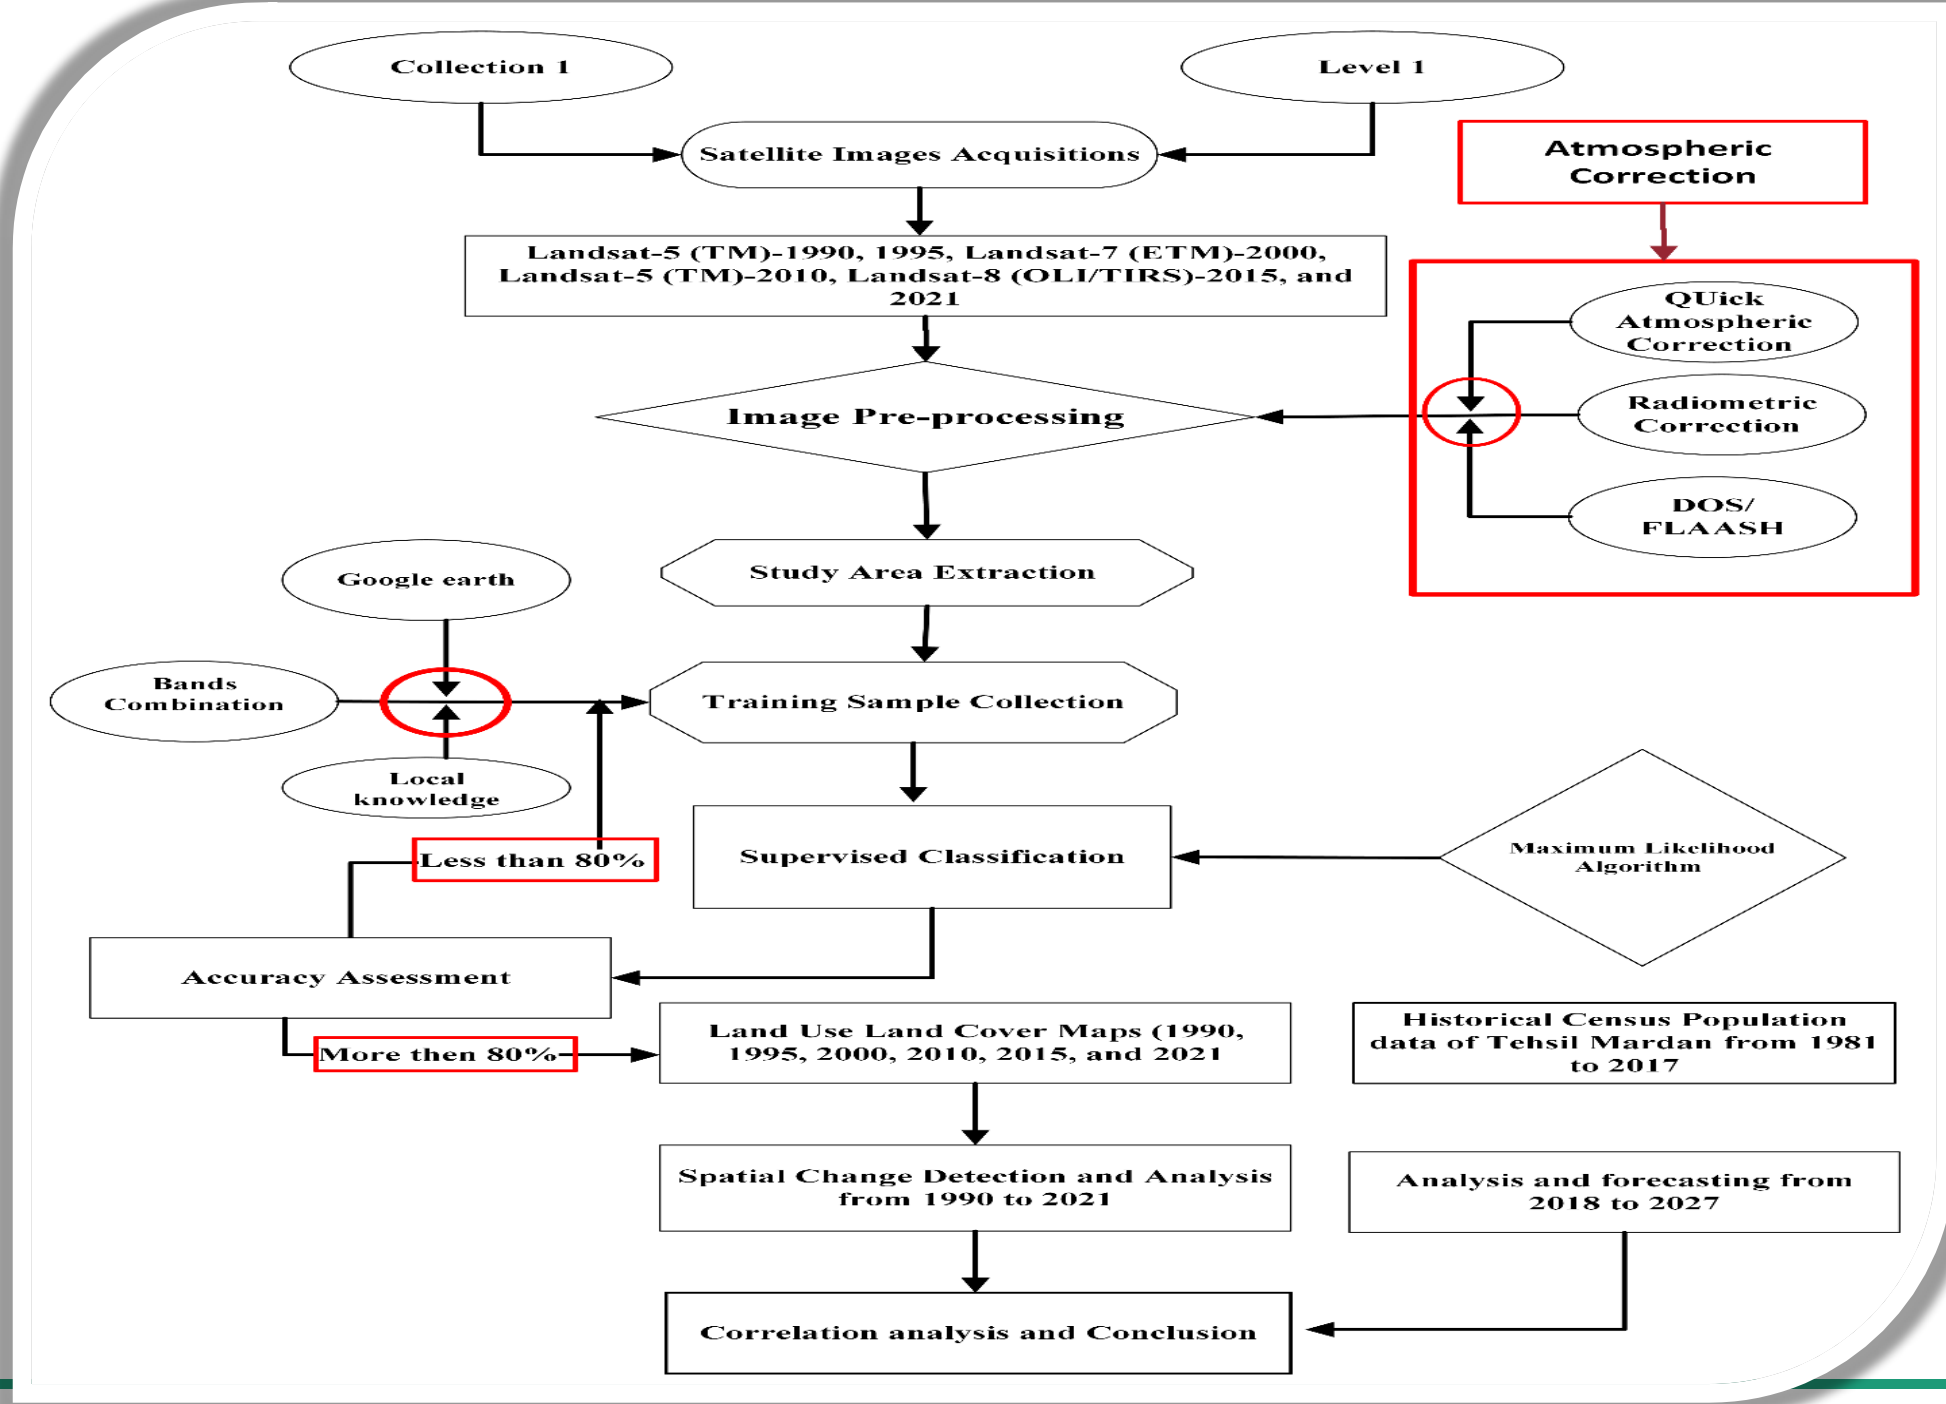 Collection 1
Level 1
Satellite Images Acquisitions
Atmospheric
Correction
Landsat-5 (TM)-1990, 1995, Landsat-7 (ETM)-2000,
Landsat-5 (TM)-2010, Landsat-8 (OLI/TIRS)-2015, and
2021
QUick
Atmospheric
Correction
Image Pre-processing
Radiometric
Correction
DOS/
FLAASH
Study Area Extraction
Google earth
Bands
Combination
Training Sample Collection
Local
knowledge
Less than 80%
Supervised Classification
Maximum Likelihood
Algorithm
Accuracy Assessment
More then 80%
Land Use Land Cover Maps (1990,
1995, 2000, 2010, 2015, and 2021
Historical Census Population
data of Tehsil Mardan from 1981
to 2017
Spatial Change Detection and Analysis
from 1990 to 2021
Analysis and forecasting from
2018 to 2027
Correlation analysis and Conclusion